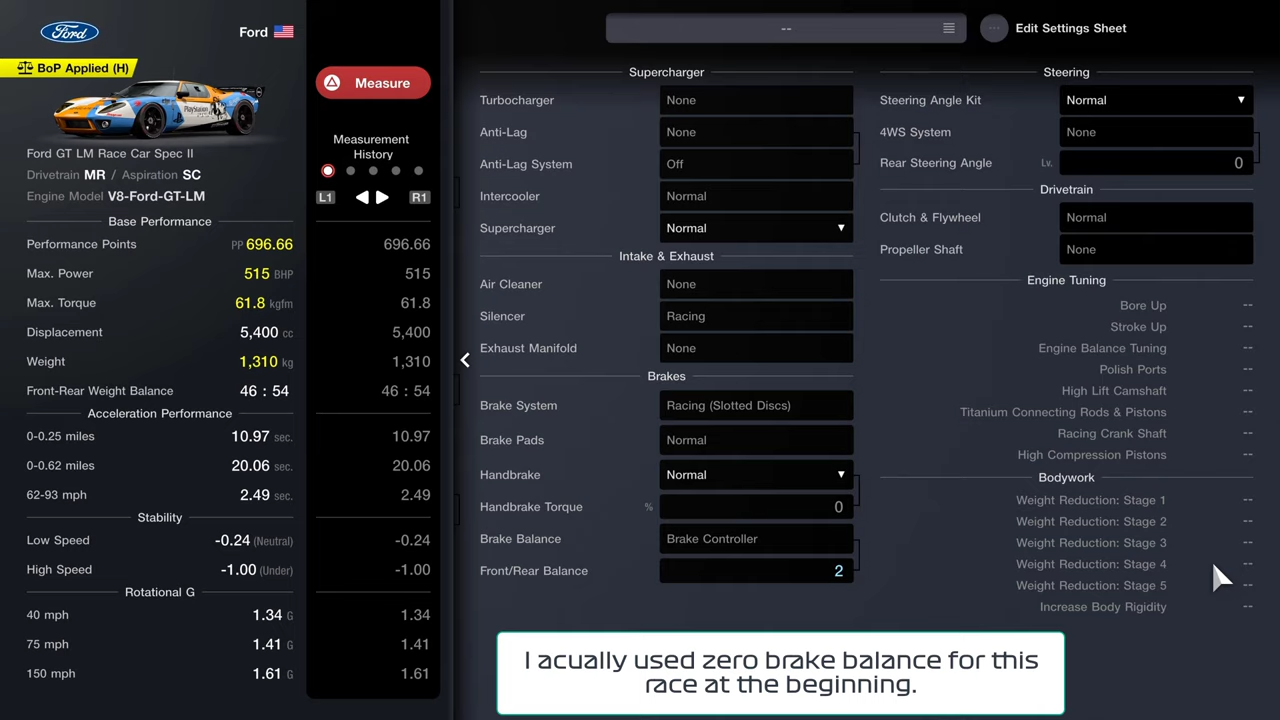 Ford
Ford
BoP Applied (H)
PlayStation
Ford GT LM Race Car Spec II
Drivetrain MR / Aspiration SC
Engine Model V8-Ford-GT-LM
Base Performance
Performance Points PP 696.66
Max. Power 515 BHP
Max. Torque 61.8 kgfm
Displacement 5,400 cc
Weight 1,310 kg
Front-Rear Weight Balance 46 : 54
Acceleration Performance
0-0.25 miles 10.97 sec.
0-0.62 miles 20.06 sec.
62-93 mph 2.49 sec.
Stability
Low Speed -0.24 (Neutral)
High Speed -1.00 (Under)
Rotational G
40 mph 1.34 G
75 mph 1.41 G
150 mph 1.61 G
Measure
Measurement
History
L1 R1
696.66
515
61.8
5,400
1,310
46 : 54
10.97
20.06
2.49
-0.24
-1.00
1.34
1.41
1.61
--
Edit Settings Sheet
Supercharger
Turbocharger None
Anti-Lag None
Anti-Lag System Off
Intercooler Normal
Supercharger Normal
Intake & Exhaust
Air Cleaner None
Silencer Racing
Exhaust Manifold None
Brakes
Brake System Racing (Slotted Discs)
Brake Pads Normal
Handbrake Normal
Handbrake Torque % 0
Brake Balance Brake Controller
Front/Rear Balance 2
Steering
Steering Angle Kit Normal
4WS System None
Rear Steering Angle Lv. 0
Drivetrain
Clutch & Flywheel Normal
Propeller Shaft None
Engine Tuning
Bore Up --
Stroke Up --
Engine Balance Tuning --
Polish Ports --
High Lift Camshaft --
Titanium Connecting Rods & Pistons --
Racing Crank Shaft --
High Compression Pistons --
Bodywork
Weight Reduction: Stage 1 --
Weight Reduction: Stage 2 --
Weight Reduction: Stage 3 --
Weight Reduction: Stage 4 --
Weight Reduction: Stage 5 --
Increase Body Rigidity --
I acually used zero brake balance for this
race at the beginning.